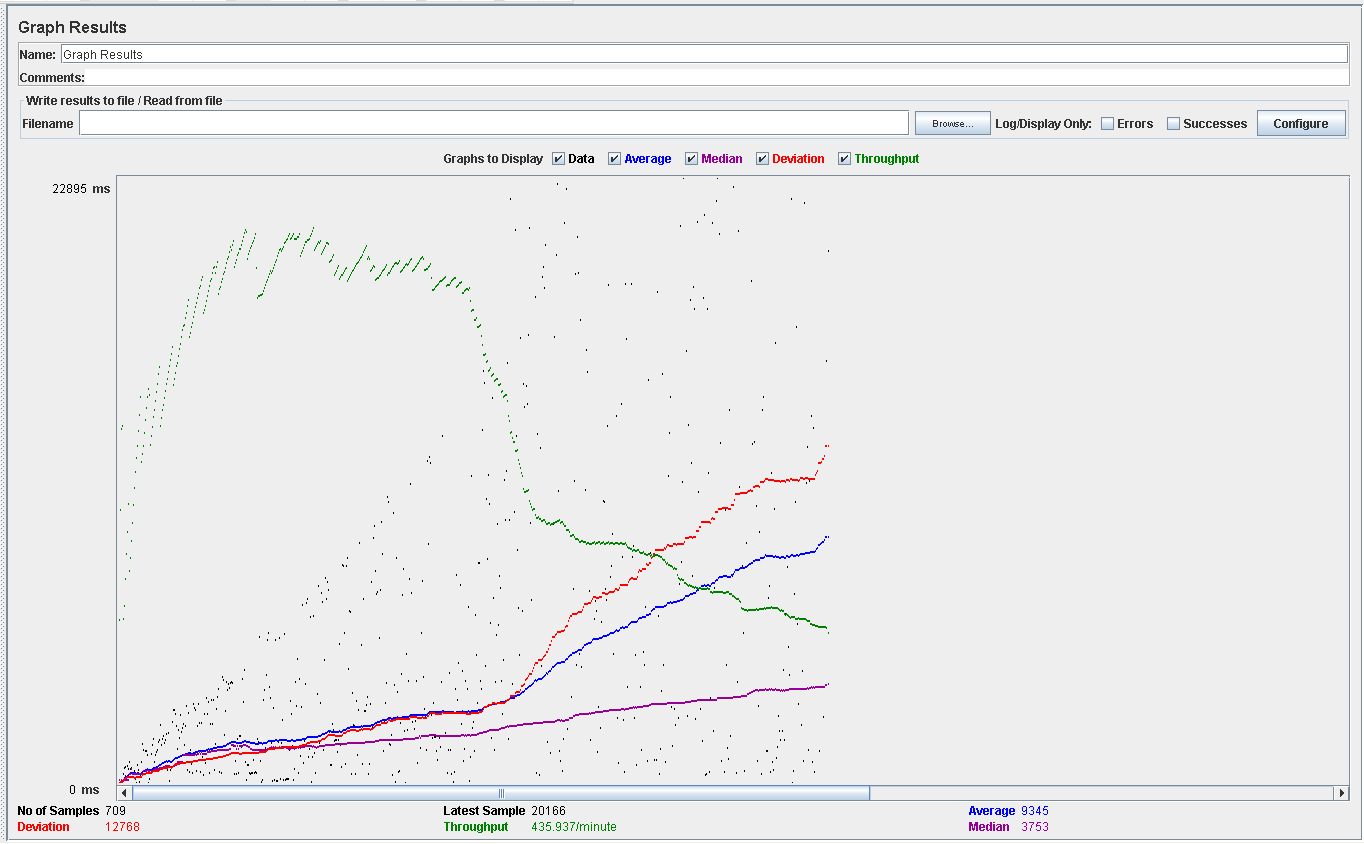 Graph Results
Name: Graph Results
Comments:
Write results to file / Read from file
Filename Browse... Log/Display Only: Errors Successes Configure
Graphs to Display Data Average Median Deviation Throughput
22895 ms
0 ms
No of Samples 709 Latest Sample 20166 Average 9345
Deviation 12768 Throughput 435.937/minute Median 3753